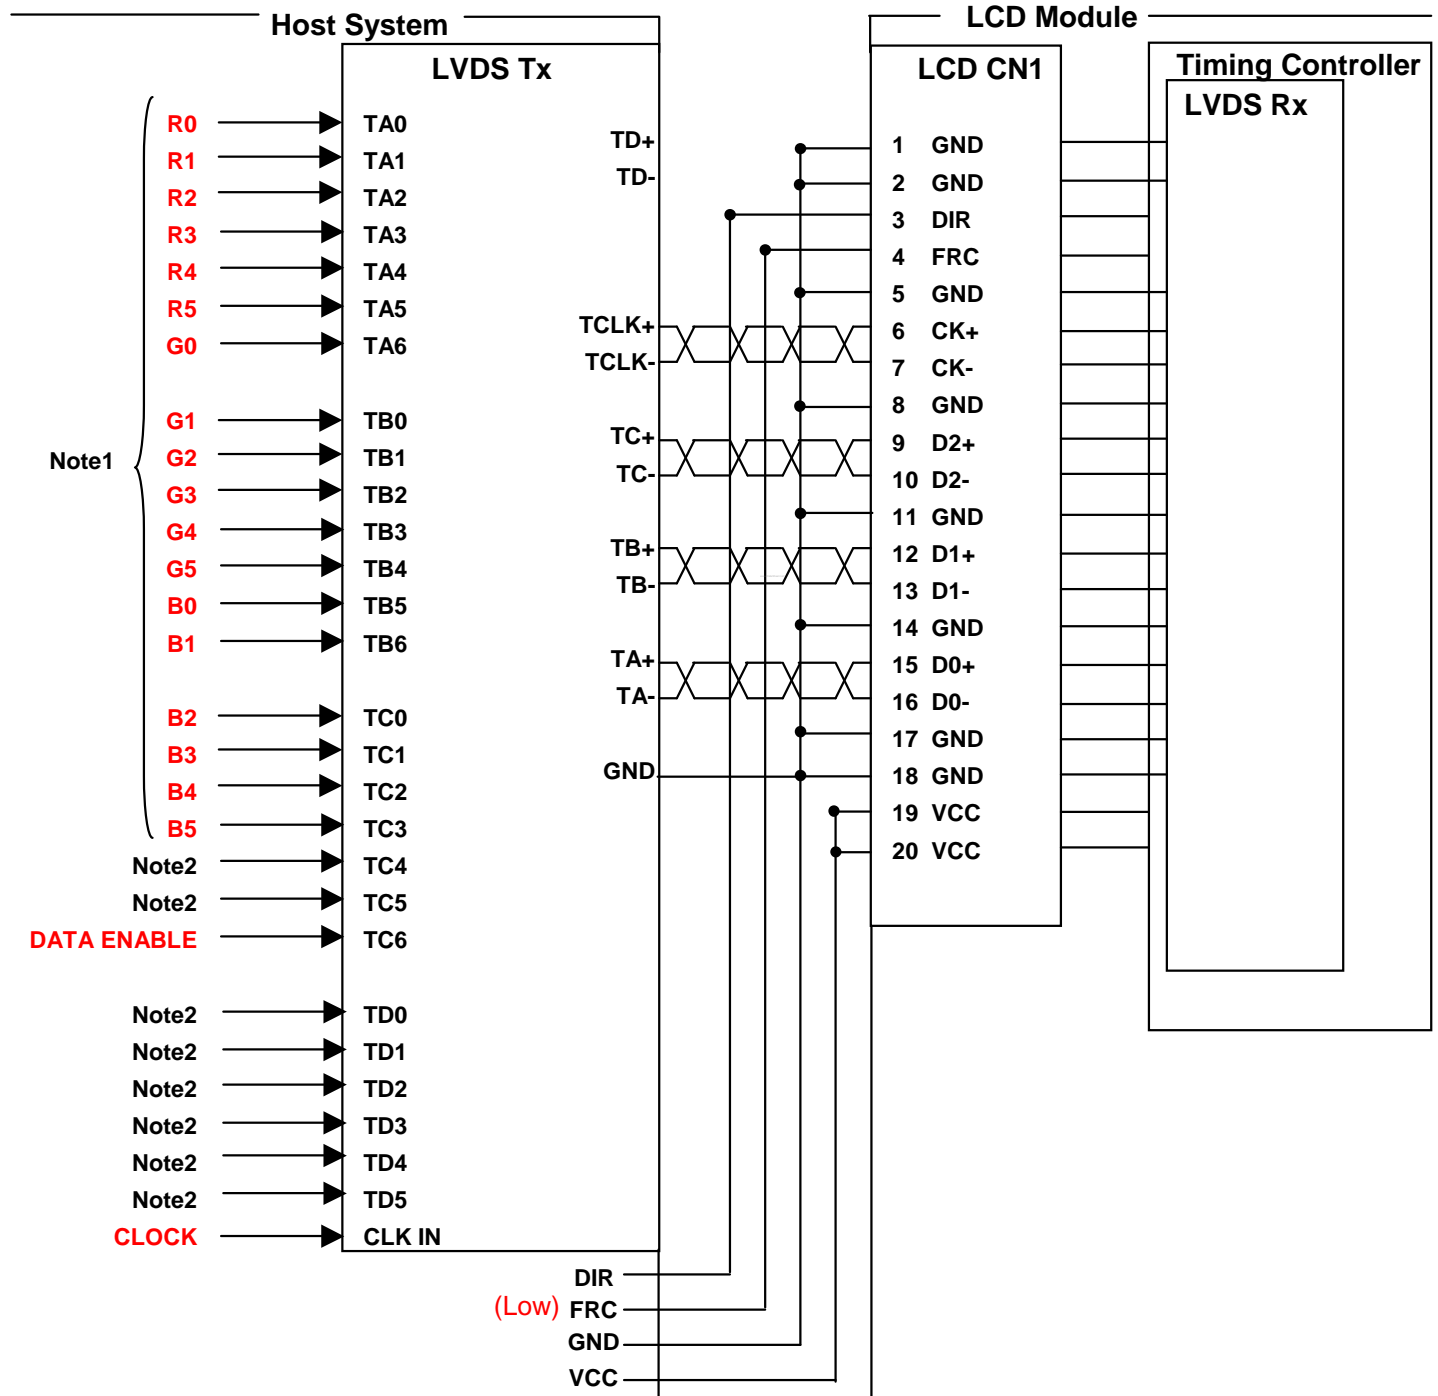 Host System
LCD Module
LVDS Tx
LCD CN1
Timing Controller
LVDS Rx
Note1
R0 TA0
R1 TA1
R2 TA2
R3 TA3
R4 TA4
R5 TA5
G0 TA6
G1 TB0
G2 TB1
G3 TB2
G4 TB3
G5 TB4
B0 TB5
B1 TB6
B2 TC0
B3 TC1
B4 TC2
B5 TC3
Note2 TC4
Note2 TC5
DATA ENABLE TC6
Note2 TD0
Note2 TD1
Note2 TD2
Note2 TD3
Note2 TD4
Note2 TD5
CLOCK CLK IN
TD+
TD-
TCLK+
TCLK-
TC+
TC-
TB+
TB-
TA+
TA-
GND
DIR
(Low) FRC
GND
VCC
1 GND
2 GND
3 DIR
4 FRC
5 GND
6 CK+
7 CK-
8 GND
9 D2+
10 D2-
11 GND
12 D1+
13 D1-
14 GND
15 D0+
16 D0-
17 GND
18 GND
19 VCC
20 VCC